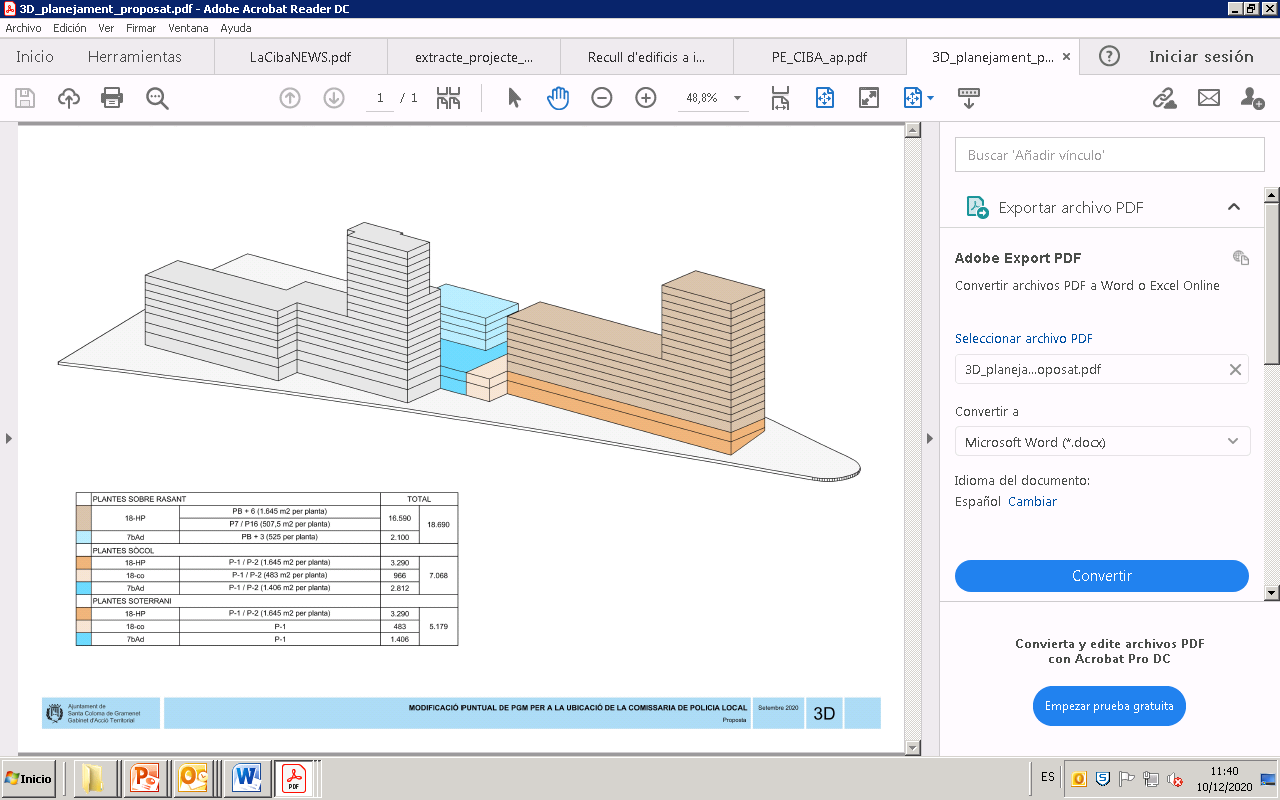 3D_planejament_proposat.pdf - Adobe Acrobat Reader DC
Archivo Edición Ver Firmar Ventana Ayuda
Inicio Herramientas LaCibaNEWS.pdf extracte_projecte_... Recull d'edificis a i... PE_CIBA_ap.pdf 3D_planejament_p... × Iniciar sesión
1 / 1 48,8%
Buscar 'Añadir vínculo'
Exportar archivo PDF
Adobe Export PDF
Convertir archivos PDF a Word o Excel Online
Seleccionar archivo PDF
3D_planeja...oposat.pdf
Convertir a
Microsoft Word (*.docx)
Idioma del documento:
Español Cambiar
Convertir
Convierta y edite archivos PDF
con Acrobat Pro DC
Empezar prueba gratuita
PLANTES SOBRE RASANT TOTAL
18-HP PB + 6 (1.645 m2 per planta) 16.590 18.690
P7 / P16 (507,5 m2 per planta)
7bAd PB + 3 (525 per planta) 2.100
PLANTES SÒCOL
18-HP P-1 / P-2 (1.645 m2 per planta) 3.290 7.068
18-co P-1 / P-2 (483 m2 per planta) 966
7bAd P-1 / P-2 (1.406 m2 per planta) 2.812
PLANTES SOTERRANI
18-HP P-1 / P-2 (1.645 m2 per planta) 3.290 5.179
18-co P-1 483
7bAd P-1 1.406
Ajuntament de
Santa Coloma de Gramenet
Gabinet d'Acció Territorial
MODIFICACIÓ PUNTUAL DE PGM PER A LA UBICACIÓ DE LA COMISSARIA DE POLICIA LOCAL
Proposta
Setembre 2020
3D
Inicio
PDF
ES
11:40
10/12/2020